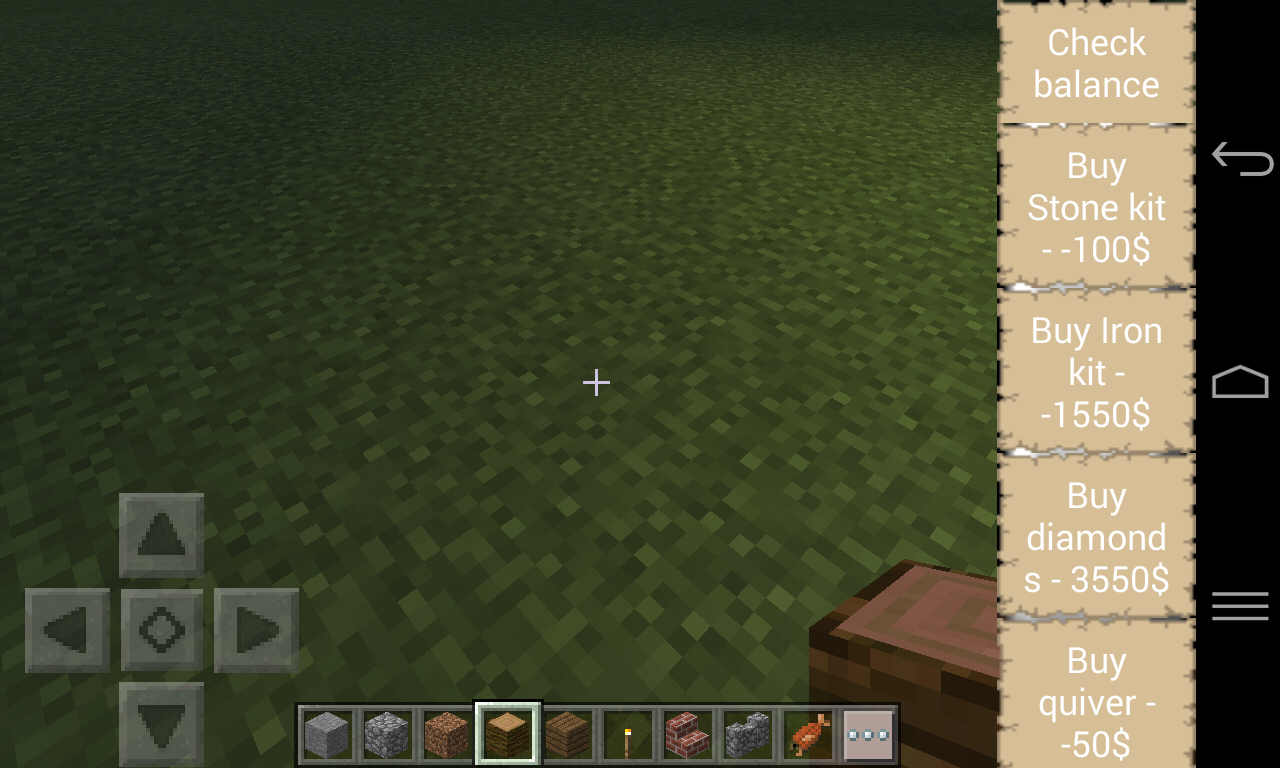 Check
balance
Buy
Stone kit
- -100$
Buy Iron
kit -
-1550$
Buy
diamond
s - 3550$
Buy
quiver -
-50$